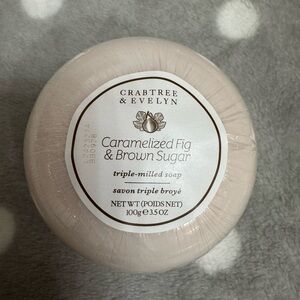 CRABTREE
& EVELYN
Caramelized Fig
& Brown Sugar
triple-milled soap
savon triple broyé
NET WT (POIDS NET)
100g ℮ 3.5 OZ